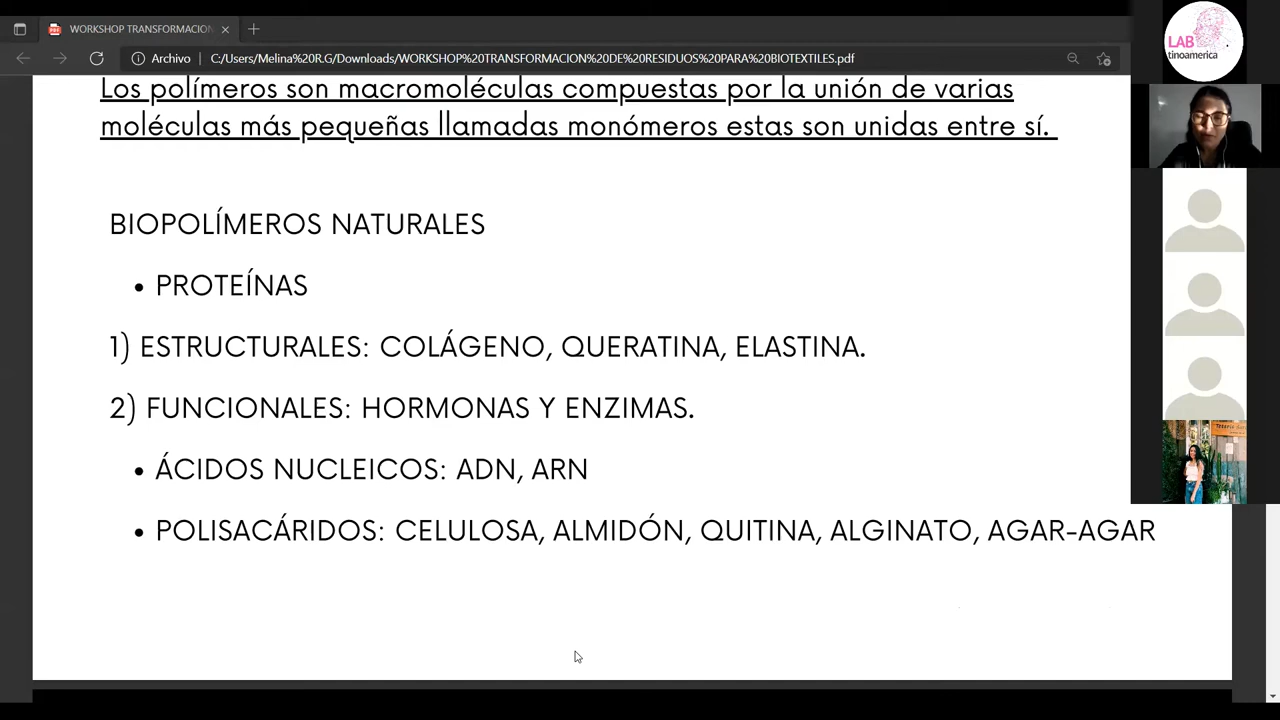 WORKSHOP TRANSFORMACION
Archivo
C:/Users/Melina%20R.G/Downloads/WORKSHOP%20TRANSFORMACION%20DE%20RESIDUOS%20PARA%20BIOTEXTILES.pdf
LAB
tinoamerica
Los polímeros son macromoléculas compuestas por la unión de varias
moléculas más pequeñas llamadas monómeros estas son unidas entre sí.
BIOPOLÍMEROS NATURALES
• PROTEÍNAS
1) ESTRUCTURALES: COLÁGENO, QUERATINA, ELASTINA.
2) FUNCIONALES: HORMONAS Y ENZIMAS.
• ÁCIDOS NUCLEICOS: ADN, ARN
• POLISACÁRIDOS: CELULOSA, ALMIDÓN, QUITINA, ALGINATO, AGAR-AGAR